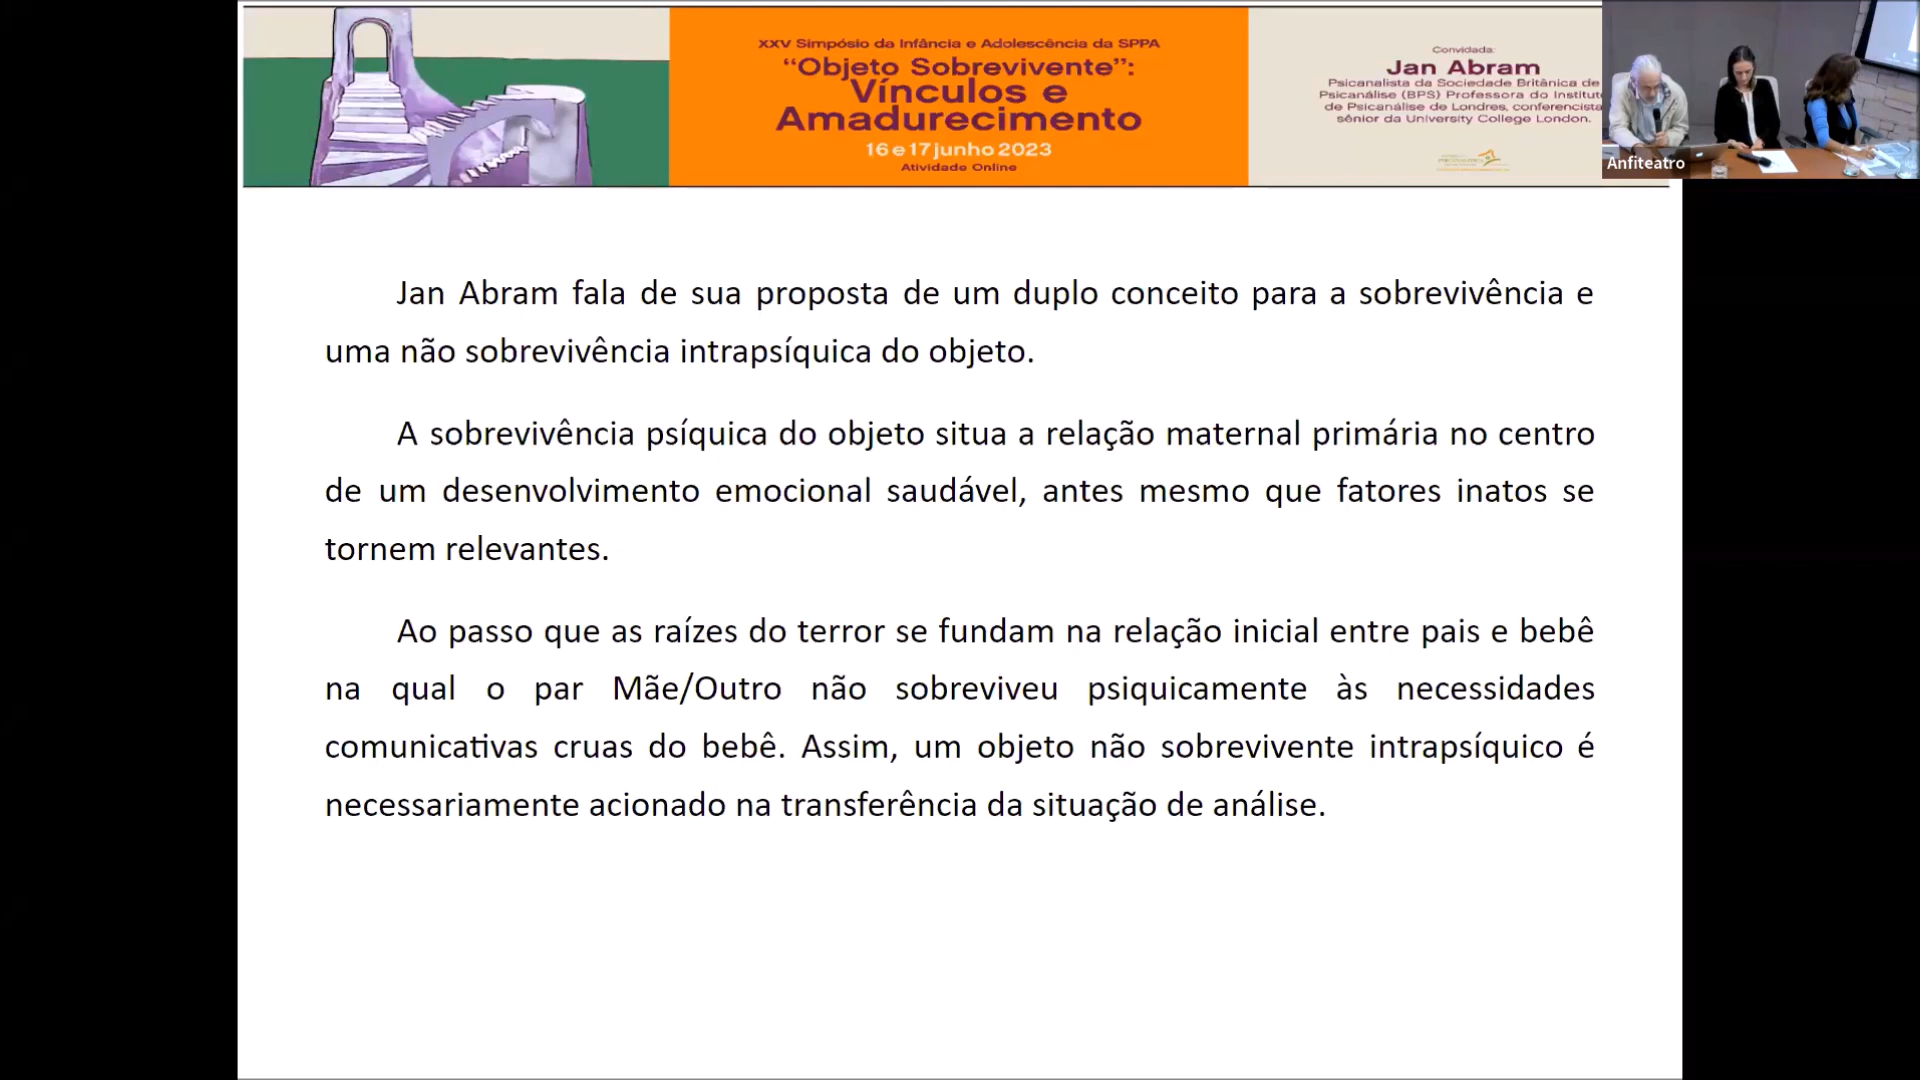 XXV Simpósio da Infância e Adolescência da SPPA
“Objeto Sobrevivente”:
Vínculos e
Amadurecimento
16 e 17 junho 2023
Atividade Online
Convidada:
Jan Abram
Psicanalista da Sociedade Britânica de
Psicanálise (BPS) Professora do Institut
de Psicanálise de Londres, conferencista
sênior da University College London.
Anfiteatro
Jan Abram fala de sua proposta de um duplo conceito para a sobrevivência e
uma não sobrevivência intrapsíquica do objeto.
A sobrevivência psíquica do objeto situa a relação maternal primária no centro
de um desenvolvimento emocional saudável, antes mesmo que fatores inatos se
tornem relevantes.
Ao passo que as raízes do terror se fundam na relação inicial entre pais e bebê
na qual o par Mãe/Outro não sobreviveu psiquicamente às necessidades
comunicativas cruas do bebê. Assim, um objeto não sobrevivente intrapsíquico é
necessariamente acionado na transferência da situação de análise.